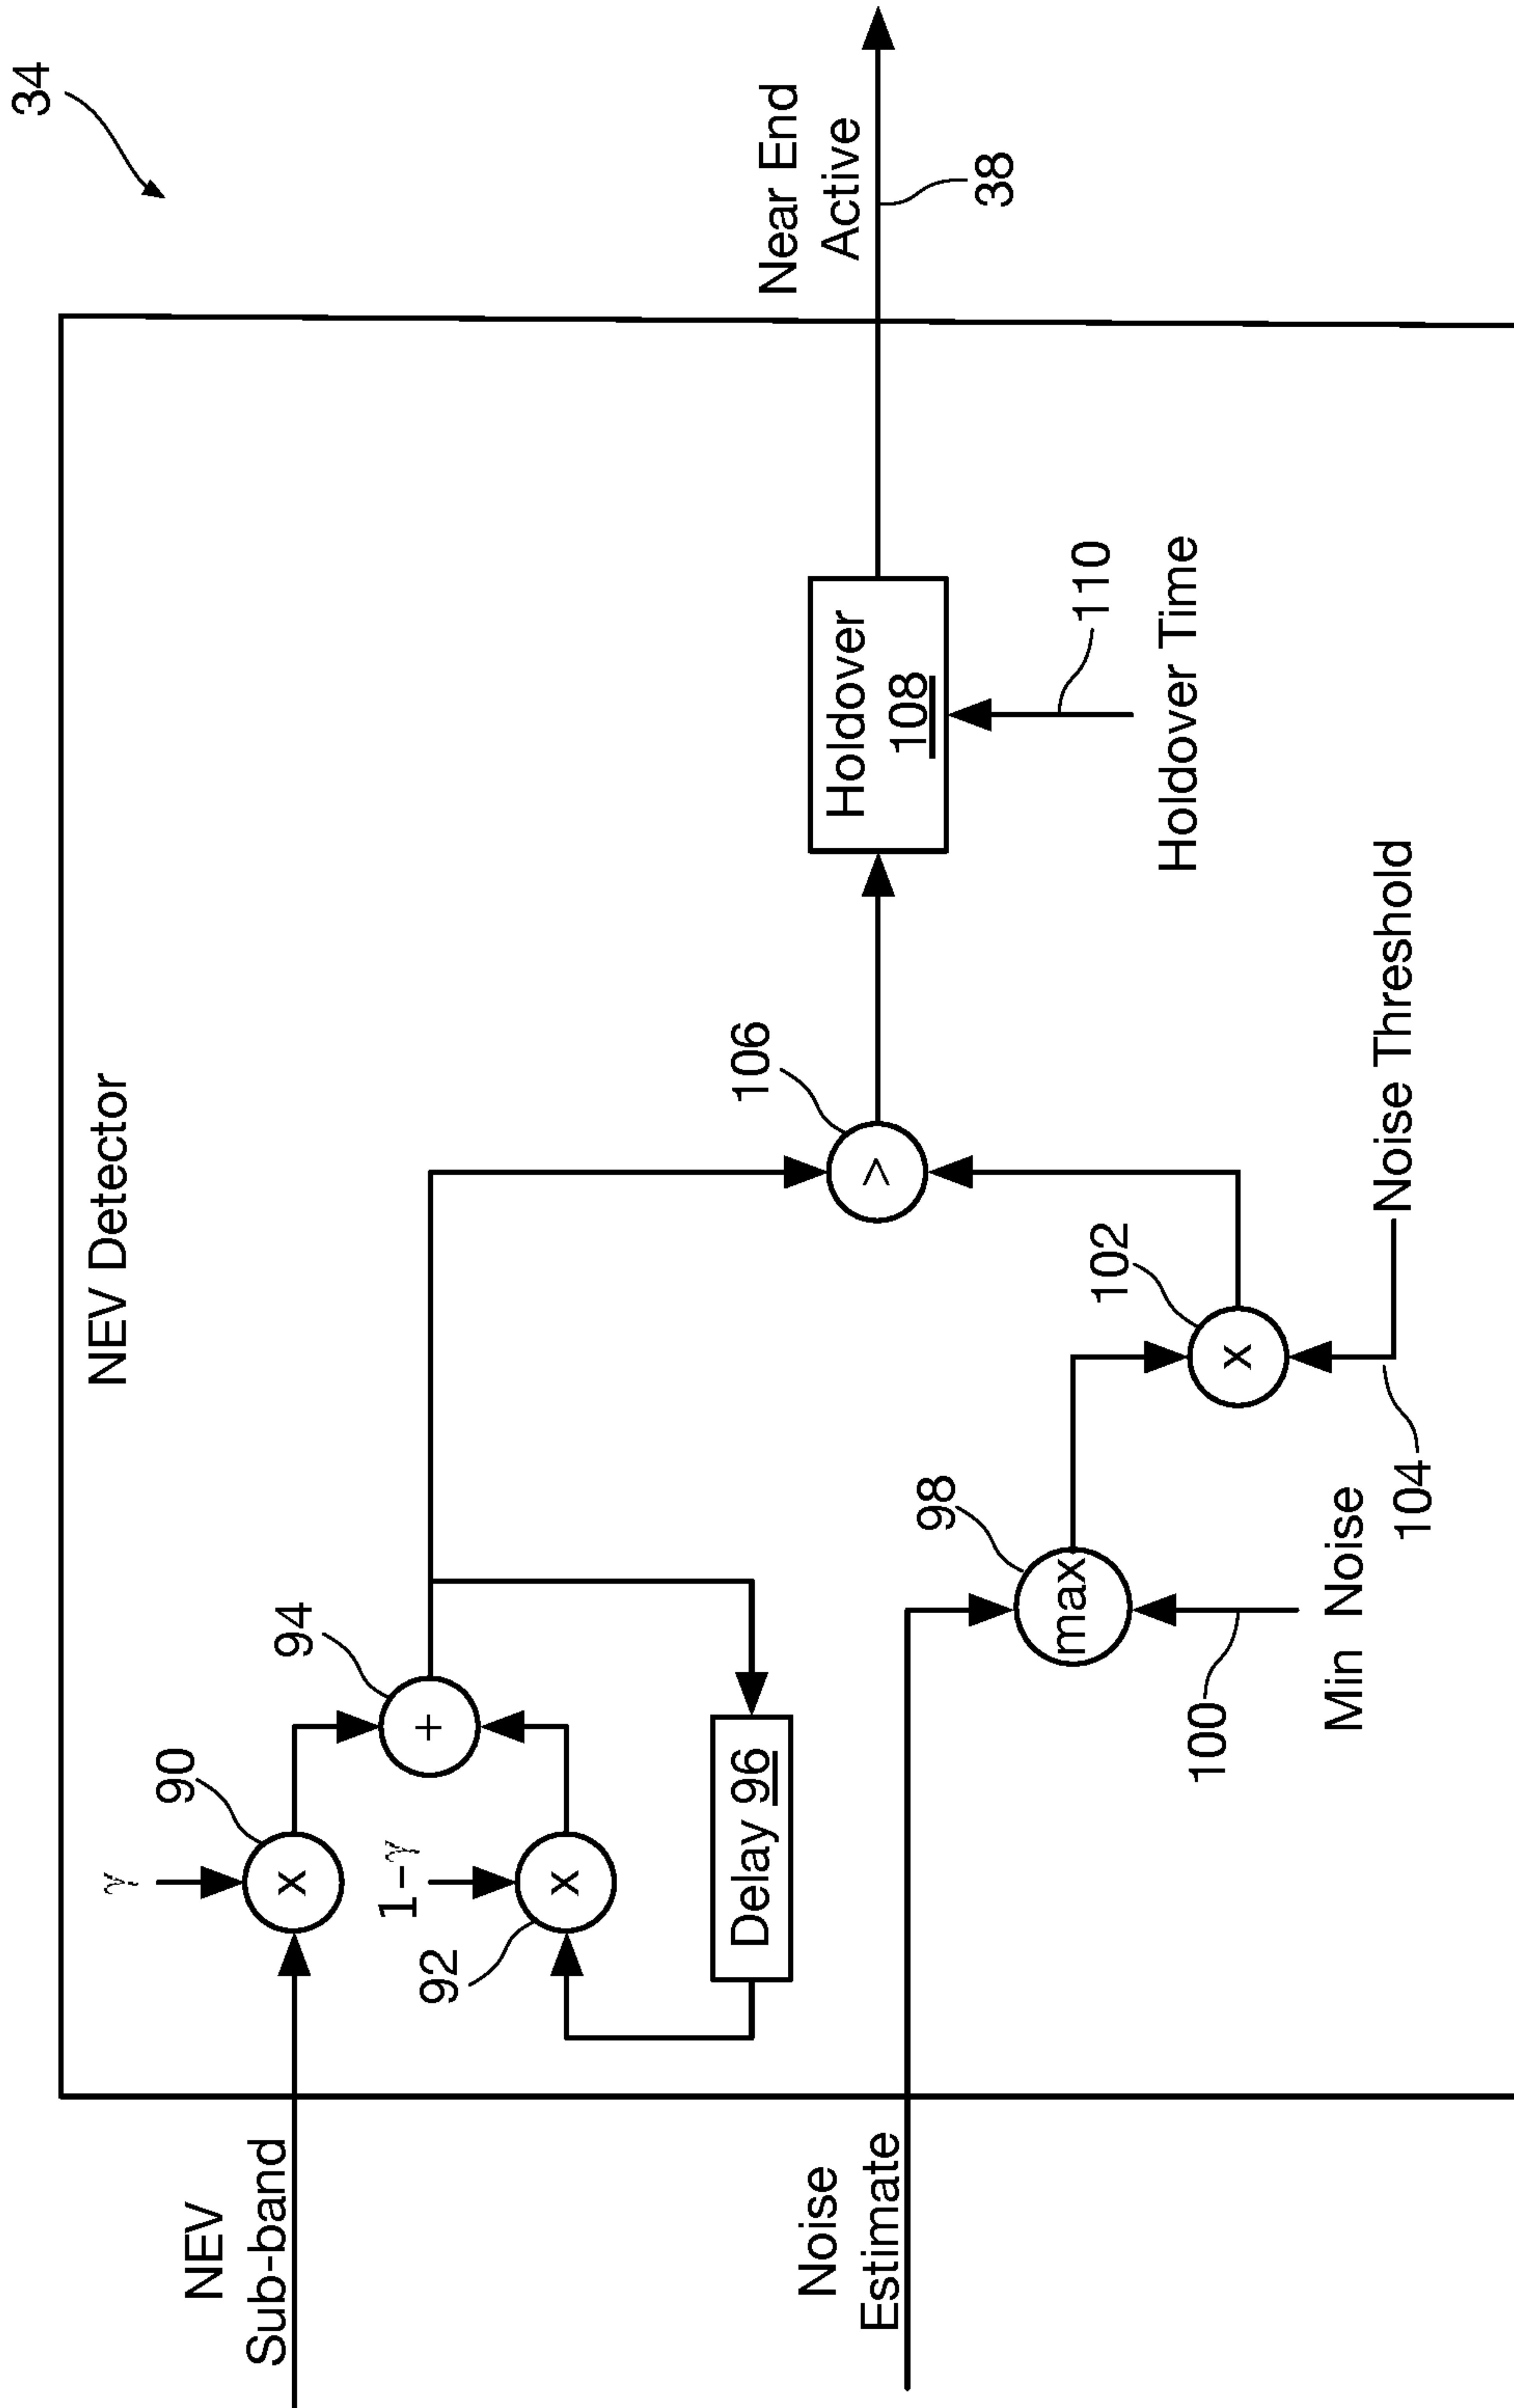 34
NEV Detector
NEV
Sub-band
γ
90
x
94
+
1-γ
92
x
Delay 96
Noise
Estimate
98
max
100
Min Noise
102
x
104
Noise Threshold
106
>
Holdover
108
110
Holdover Time
Near End
Active
38